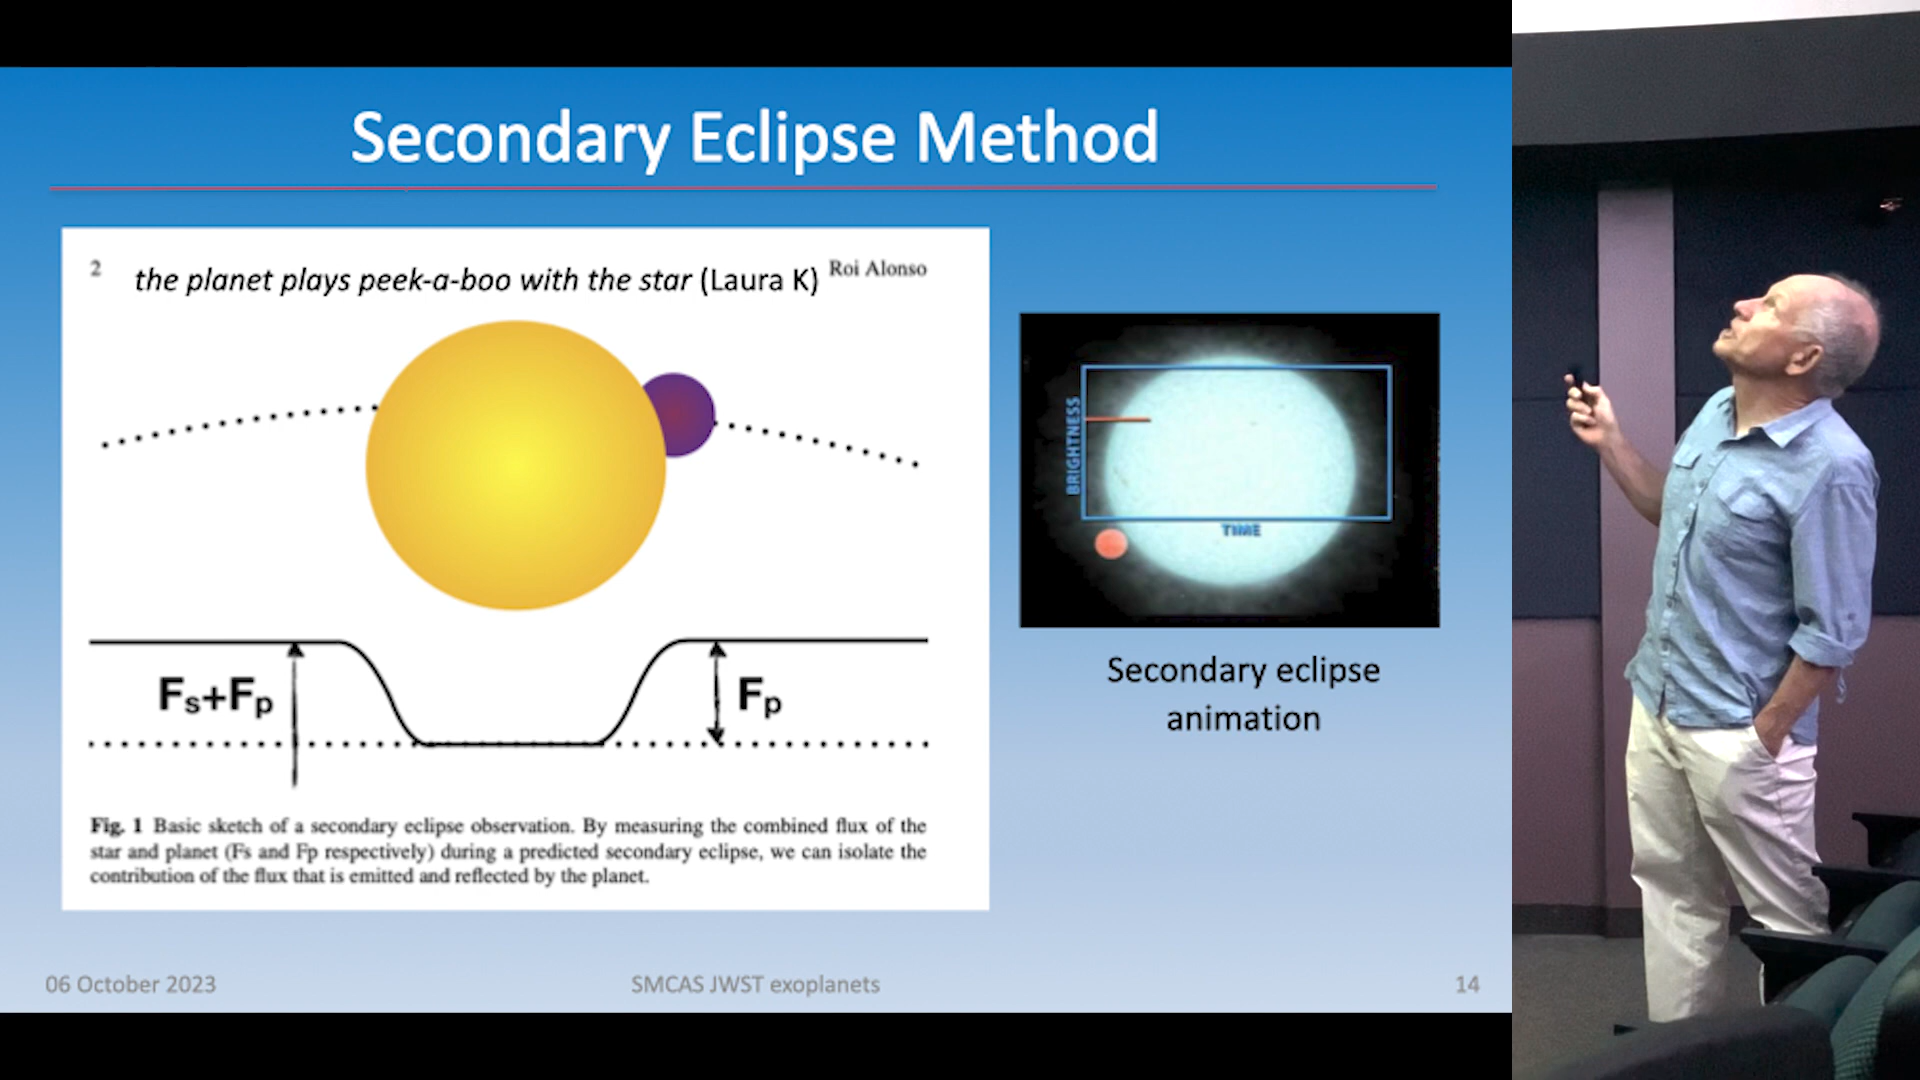 Secondary Eclipse Method
2
the planet plays peek-a-boo with the star (Laura K)
Roi Alonso
Fs+Fp
Fp
Fig. 1 Basic sketch of a secondary eclipse observation. By measuring the combined flux of the
star and planet (Fs and Fp respectively) during a predicted secondary eclipse, we can isolate the
contribution of the flux that is emitted and reflected by the planet.
BRIGHTNESS
TIME
Secondary eclipse
animation
06 October 2023
SMCAS JWST exoplanets
14